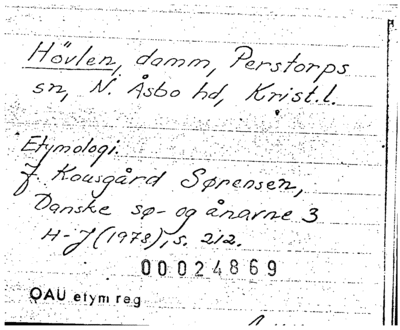 Hövlen, damm, Perstorps
sn, N. Åsbo hd, Krist.l.
Etymologi.
J. Kousgård Sørensen,
Danske sø- og ånavne 3
H-J (1978), s. 212.
00024869
OAU etym reg